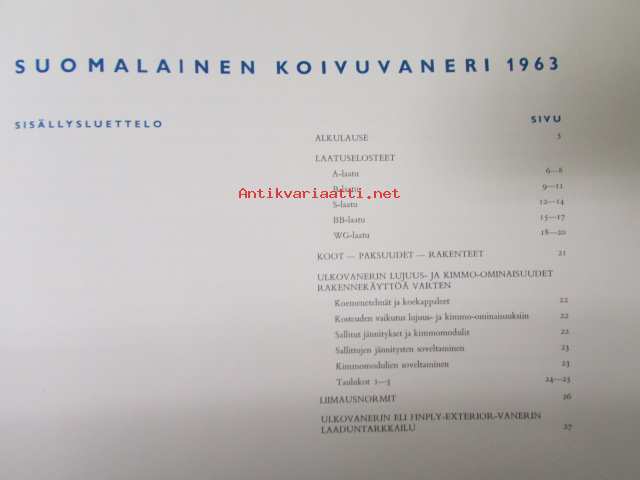 SUOMALAINEN KOIVUVANERI 1963
SISÄLLYSLUETTELO SIVU
ALKULAUSE 5
LAATUSELOSTEET
A-laatu 6—8
Antikvariaatti.net
B-laatu 9—11
S-laatu 12—14
BB-laatu 15—17
WG-laatu 18—20
KOOT — PAKSUUDET — RAKENTEET 21
ULKOVANERIN LUJUUS- JA KIMMO-OMINAISUUDET
RAKENNEKÄYTTÖÄ VARTEN
Koemenetelmät ja koekappaleet 22
Kosteuden vaikutus lujuus- ja kimmo-ominaisuuksiin 22
Sallitut jännitykset ja kimmomodulit 22
Sallittujen jännitysten soveltaminen 23
Kimmomodulien soveltaminen 23
Taulukot 1—5 24—25
LIIMAUSNORMIT 26
ULKOVANERIN ELI FINPLY-EXTERIOR-VANERIN
LAADUNTARKKAILU 27